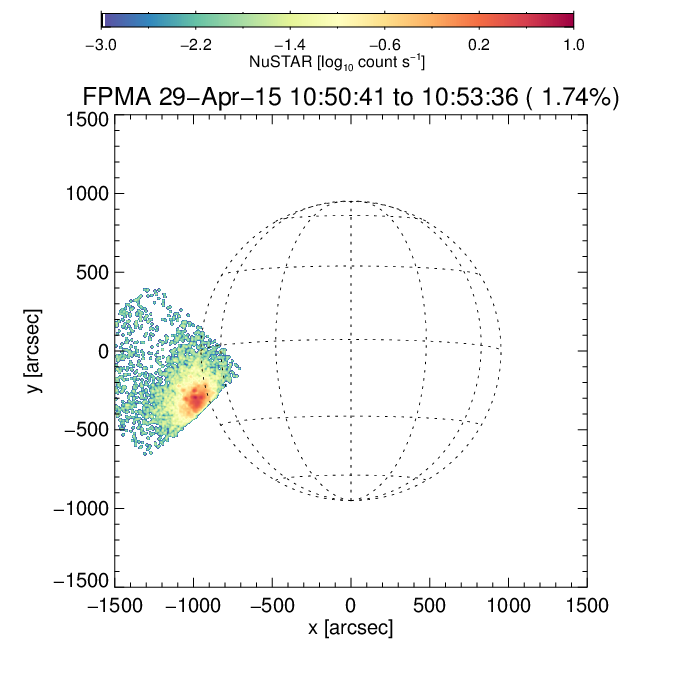 −3.0 −2.2 −1.4 −0.6 0.2 1.0
NuSTAR [log₁₀ count s⁻¹]
FPMA 29−Apr−15 10:50:41 to 10:53:36 ( 1.74%)
1500
1000
500
0
−500
−1000
−1500
y [arcsec]
−1500 −1000 −500 0 500 1000 1500
x [arcsec]